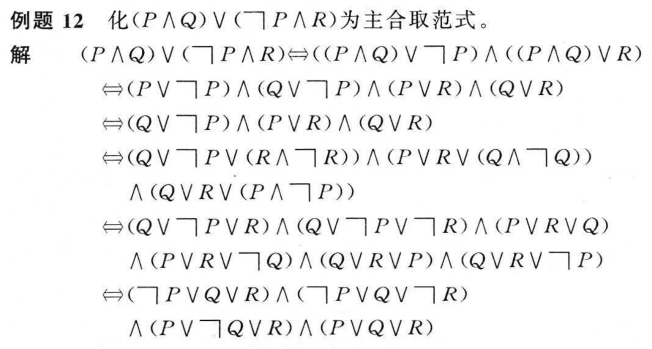 例题 12 化(P∧Q)∨(￢P∧R)为主合取范式。
解 (P∧Q)∨(￢P∧R)⇔((P∧Q)∨￢P)∧((P∧Q)∨R)
⇔(P∨￢P)∧(Q∨￢P)∧(P∨R)∧(Q∨R)
⇔(Q∨￢P)∧(P∨R)∧(Q∨R)
⇔(Q∨￢P∨(R∧￢R))∧(P∨R∨(Q∧￢Q))
∧(Q∨R∨(P∧￢P))
⇔(Q∨￢P∨R)∧(Q∨￢P∨￢R)∧(P∨R∨Q)
∧(P∨R∨￢Q)∧(Q∨R∨P)∧(Q∨R∨￢P)
⇔(￢P∨Q∨R)∧(￢P∨Q∨￢R)
∧(P∨￢Q∨R)∧(P∨Q∨R)